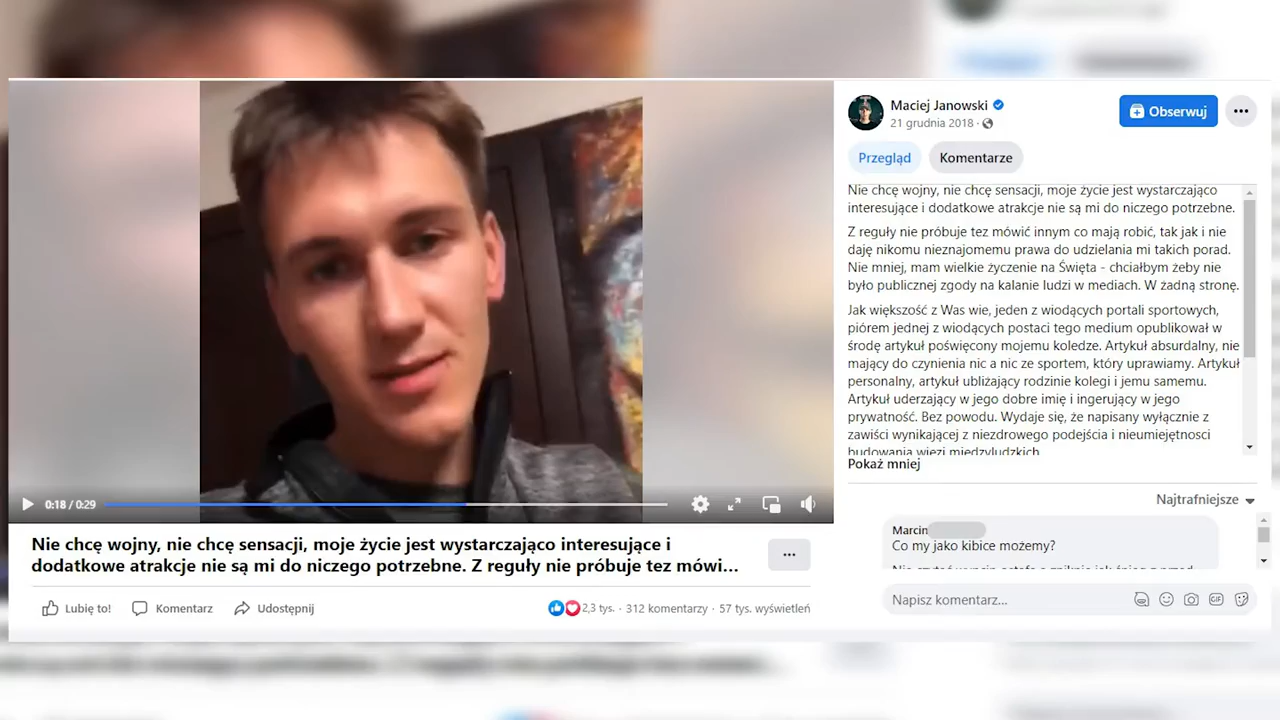 Maciej Janowski
21 grudnia 2018 ·
Obserwuj
Przegląd
Komentarze
Nie chcę wojny, nie chcę sensacji, moje życie jest wystarczająco
interesujące i dodatkowe atrakcje nie są mi do niczego potrzebne.
Z reguły nie próbuje tez mówić innym co mają robić, tak jak i nie
daję nikomu nieznajomemu prawa do udzielania mi takich porad.
Nie mniej, mam wielkie życzenie na Święta - chciałbym żeby nie
było publicznej zgody na kalanie ludzi w mediach. W żadną stronę.
Jak większość z Was wie, jeden z wiodących portali sportowych,
piórem jednej z wiodących postaci tego medium opublikował w
środę artykuł poświęcony mojemu koledze. Artykuł absurdalny, nie
mający do czynienia nic a nic ze sportem, który uprawiamy. Artykuł
personalny, artykuł ubliżający rodzinie kolegi i jemu samemu.
Artykuł uderzający w jego dobre imię i ingerujący w jego
prywatność. Bez powodu. Wydaje się, że napisany wyłącznie z
zawiści wynikającej z niezdrowego podejścia i nieumiejętnosci
budowania więzi międzyludzkich
Pokaż mniej
Najtrafniejsze
Marcin
Co my jako kibice możemy?
Napisz komentarz...
GIF
0:18 / 0:29
Nie chcę wojny, nie chcę sensacji, moje życie jest wystarczająco interesujące i
dodatkowe atrakcje nie są mi do niczego potrzebne. Z reguły nie próbuje tez mówi...
Lubię to!
Komentarz
Udostępnij
2,3 tys. · 312 komentarzy · 57 tys. wyświetleń